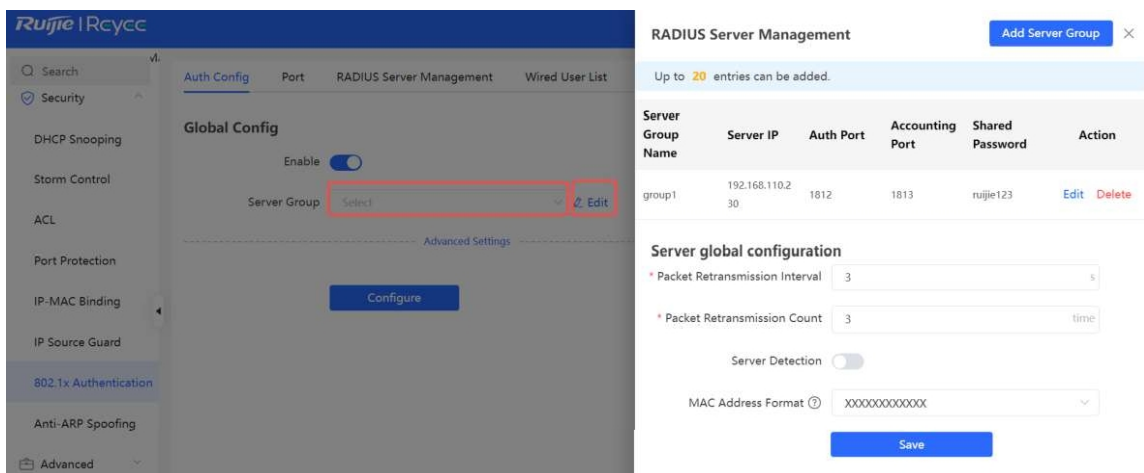 Ruijie | Reyee
Search
Security
DHCP Snooping
Storm Control
ACL
Port Protection
IP-MAC Binding
IP Source Guard
802.1x Authentication
Anti-ARP Spoofing
Advanced
Auth Config Port RADIUS Server Management Wired User List
Global Config
Enable
Server Group Select Edit
Advanced Settings
Configure
RADIUS Server Management Add Server Group
Up to 20 entries can be added.
Server Group Name Server IP Auth Port Accounting Port Shared Password Action
group1 192.168.110.230 1812 1813 ruijie123 Edit Delete
Server global configuration
* Packet Retransmission Interval 3 s
* Packet Retransmission Count 3 time
Server Detection
MAC Address Format ? XXXXXXXXXXXX
Save